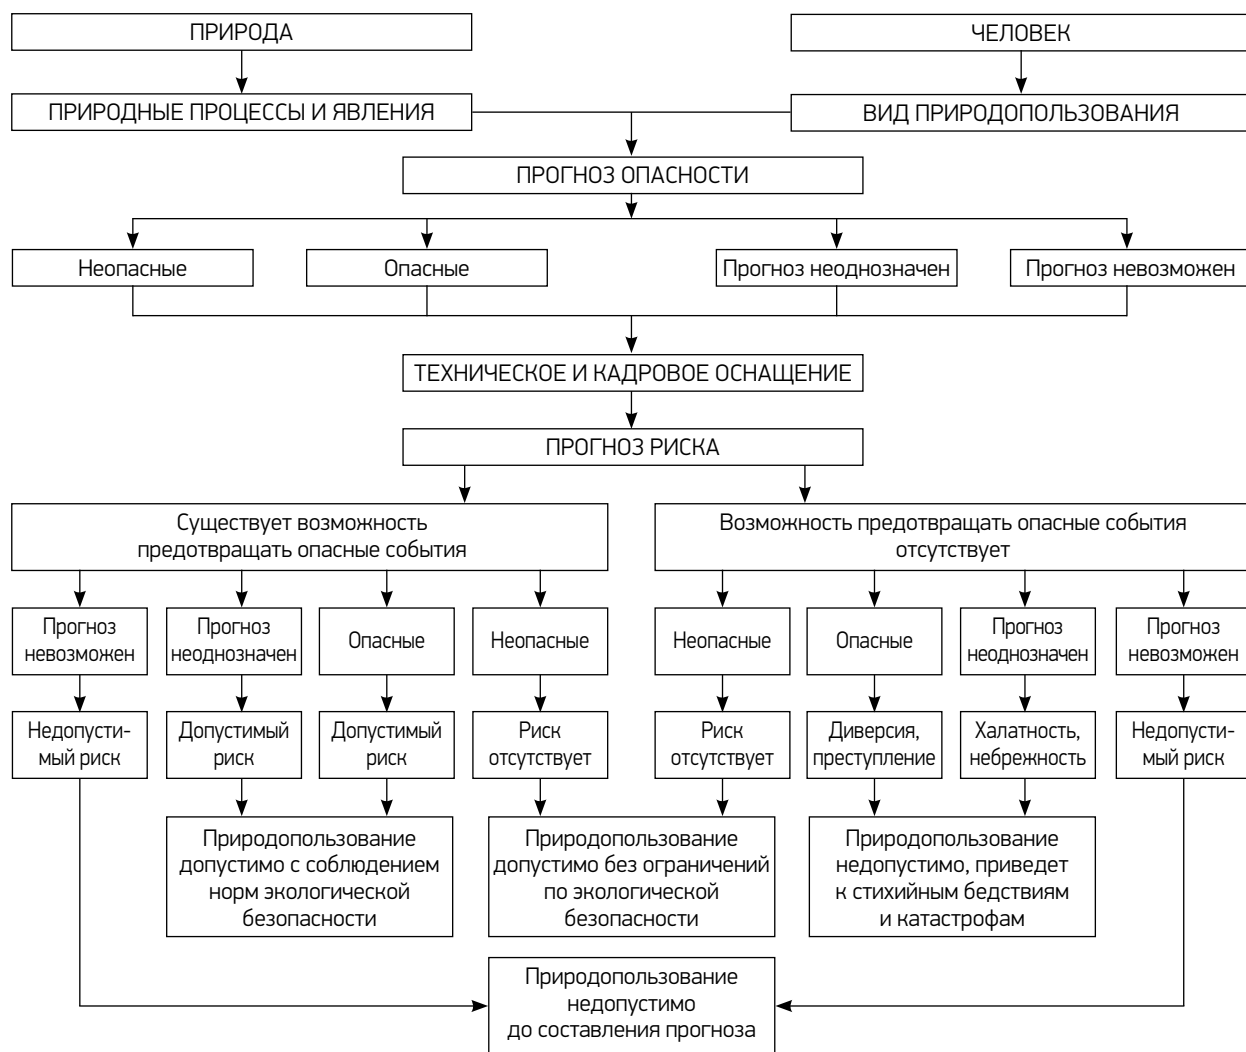 ПРИРОДА
ЧЕЛОВЕК
ПРИРОДНЫЕ ПРОЦЕССЫ И ЯВЛЕНИЯ
ВИД ПРИРОДОПОЛЬЗОВАНИЯ
ПРОГНОЗ ОПАСНОСТИ
Неопасные
Опасные
Прогноз неоднозначен
Прогноз невозможен
ТЕХНИЧЕСКОЕ И КАДРОВОЕ ОСНАЩЕНИЕ
ПРОГНОЗ РИСКА
Существует возможность
предотвращать опасные события
Возможность предотвращать опасные события
отсутствует
Прогноз
невозможен
Прогноз
неоднозначен
Опасные
Неопасные
Неопасные
Опасные
Прогноз
неоднозначен
Прогноз
невозможен
Недопусти-
мый риск
Допустимый
риск
Допустимый
риск
Риск
отсутствует
Риск
отсутствует
Диверсия,
преступление
Халатность,
небрежность
Недопусти-
мый риск
Природопользование
допустимо с соблюдением
норм экологической
безопасности
Природопользование
допустимо без ограничений
по экологической
безопасности
Природопользование
недопустимо, приведет
к стихийным бедствиям
и катастрофам
Природопользование
недопустимо
до составления прогноза